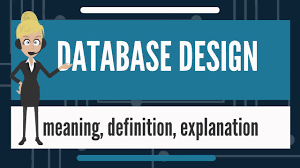 DATABASE DESIGN
meaning, definition, explanation